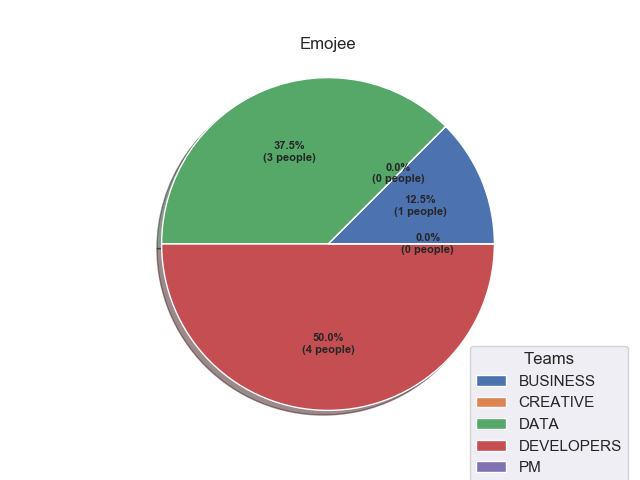 Emojee
37.5%
(3 people)
0.0%
(0 people)
12.5%
(1 people)
0.0%
(0 people)
50.0%
(4 people)
Teams
BUSINESS
CREATIVE
DATA
DEVELOPERS
PM